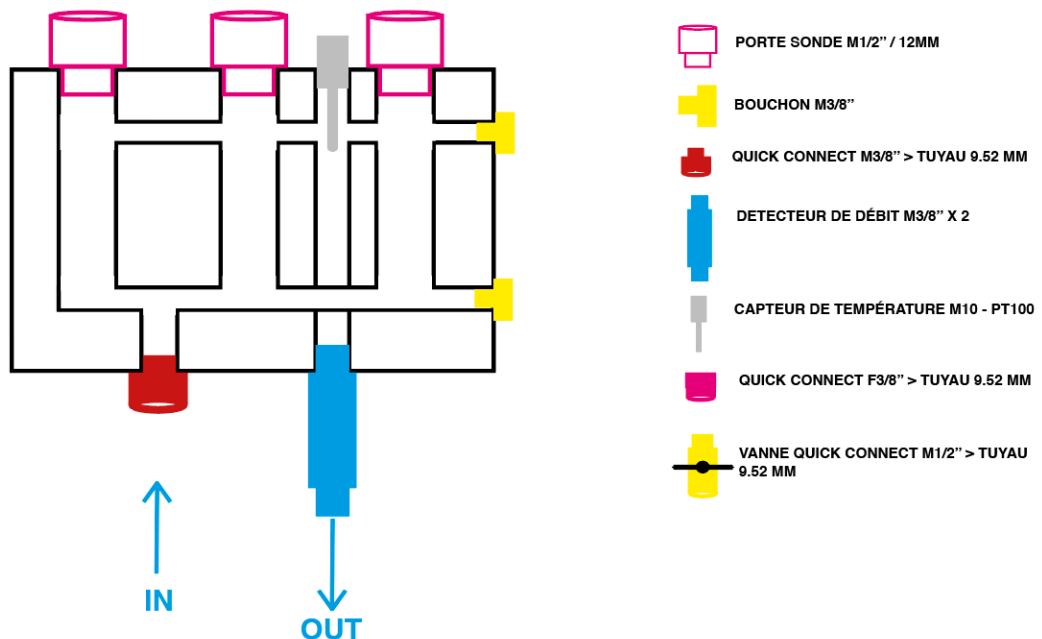 PORTE SONDE M1/2” / 12MM
BOUCHON M3/8”
QUICK CONNECT M3/8” > TUYAU 9.52 MM
DETECTEUR DE DÉBIT M3/8” X 2
CAPTEUR DE TEMPÉRATURE M10 - PT100
QUICK CONNECT F3/8” > TUYAU 9.52 MM
VANNE QUICK CONNECT M1/2” > TUYAU
9.52 MM
IN
OUT